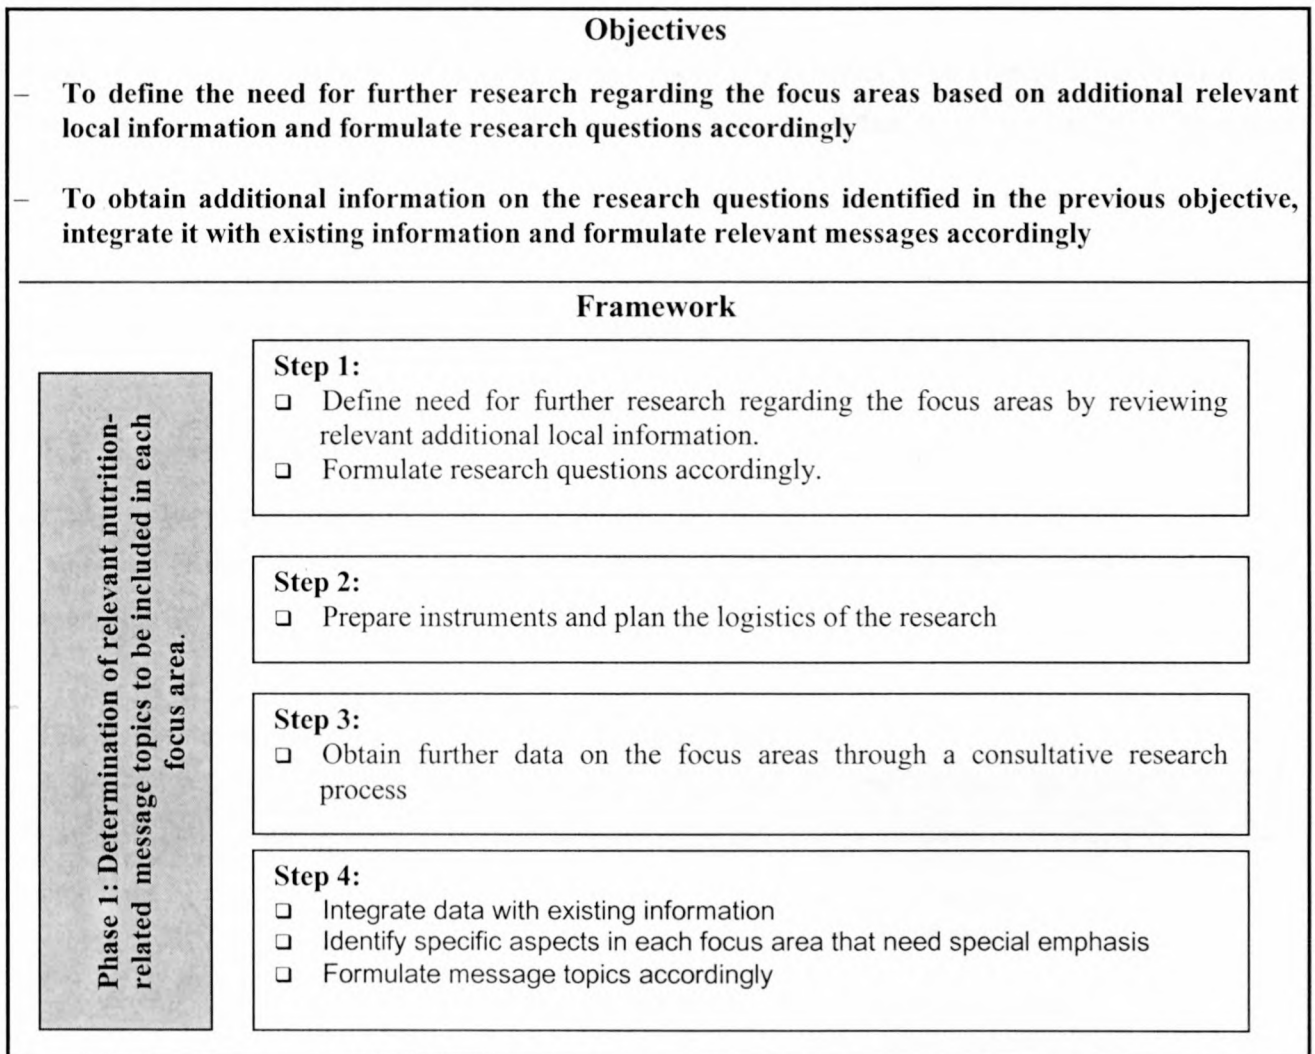 Objectives
– To define the need for further research regarding the focus areas based on additional relevant
local information and formulate research questions accordingly
– To obtain additional information on the research questions identified in the previous objective,
integrate it with existing information and formulate relevant messages accordingly
Framework
Phase 1: Determination of relevant nutrition-
related message topics to be included in each
focus area.
Step 1:
❑ Define need for further research regarding the focus areas by reviewing
relevant additional local information.
❑ Formulate research questions accordingly.
Step 2:
❑ Prepare instruments and plan the logistics of the research
Step 3:
❑ Obtain further data on the focus areas through a consultative research
process
Step 4:
❑ Integrate data with existing information
❑ Identify specific aspects in each focus area that need special emphasis
❑ Formulate message topics accordingly